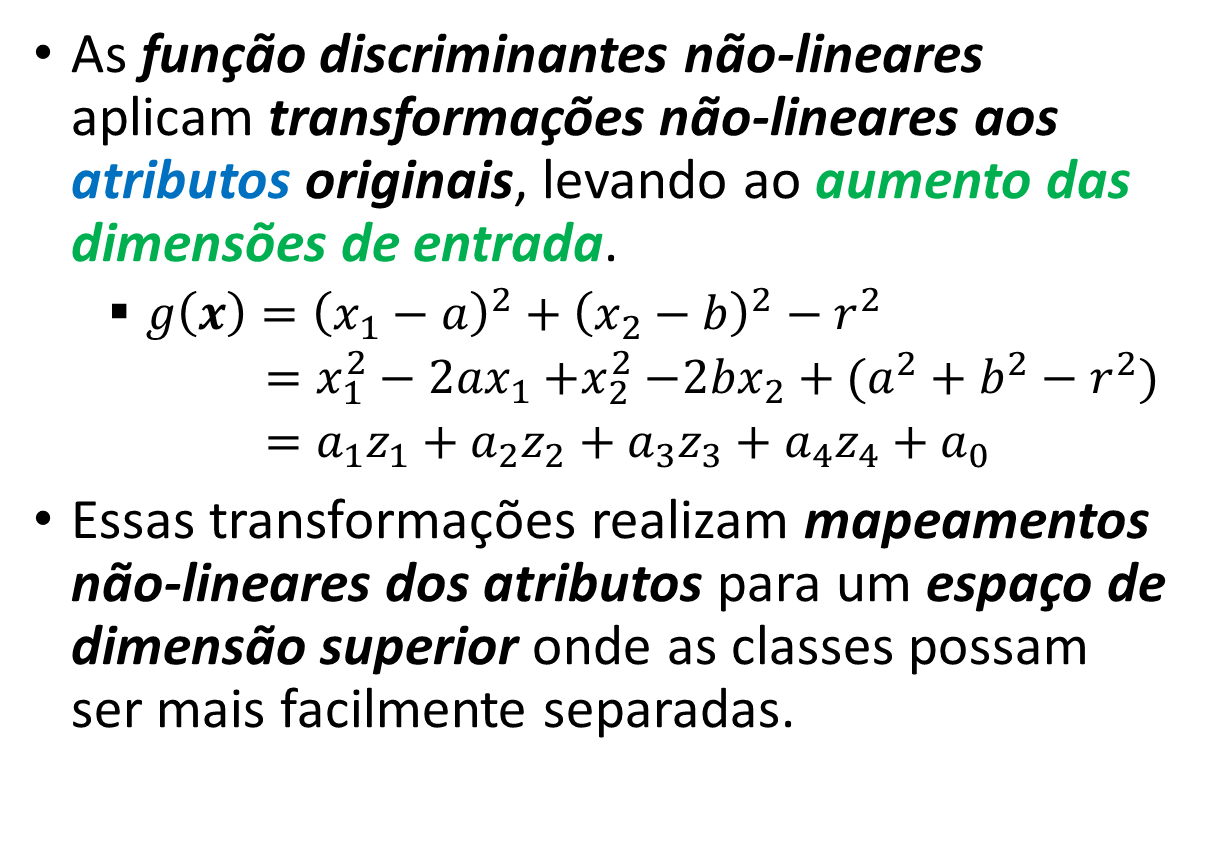 • As função discriminantes não-lineares
aplicam transformações não-lineares aos
atributos originais, levando ao aumento das
dimensões de entrada.
▪ g(x) = (x₁ − a)² + (x₂ − b)² − r²
= x₁² − 2ax₁ +x₂² −2bx₂ + (a² + b² − r²)
= a₁z₁ + a₂z₂ + a₃z₃ + a₄z₄ + a₀
• Essas transformações realizam mapeamentos
não-lineares dos atributos para um espaço de
dimensão superior onde as classes possam
ser mais facilmente separadas.